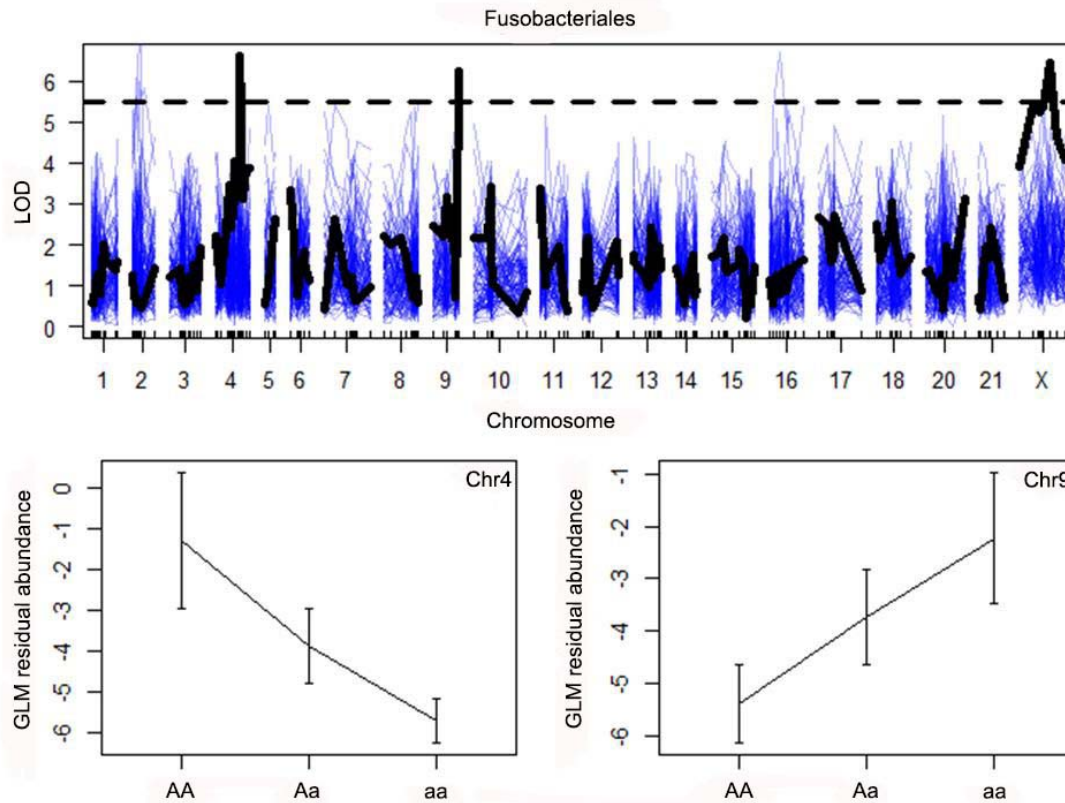 Fusobacteriales
LOD
6
5
4
3
2
1
0
1 2 3 4 5 6 7 8 9 10 11 12 13 14 15 16 17 18 20 21 X
Chromosome
GLM residual abundance
Chr4
0
-1
-2
-3
-4
-5
-6
AA Aa aa
GLM residual abundance
Chr9
-1
-2
-3
-4
-5
-6
AA Aa aa